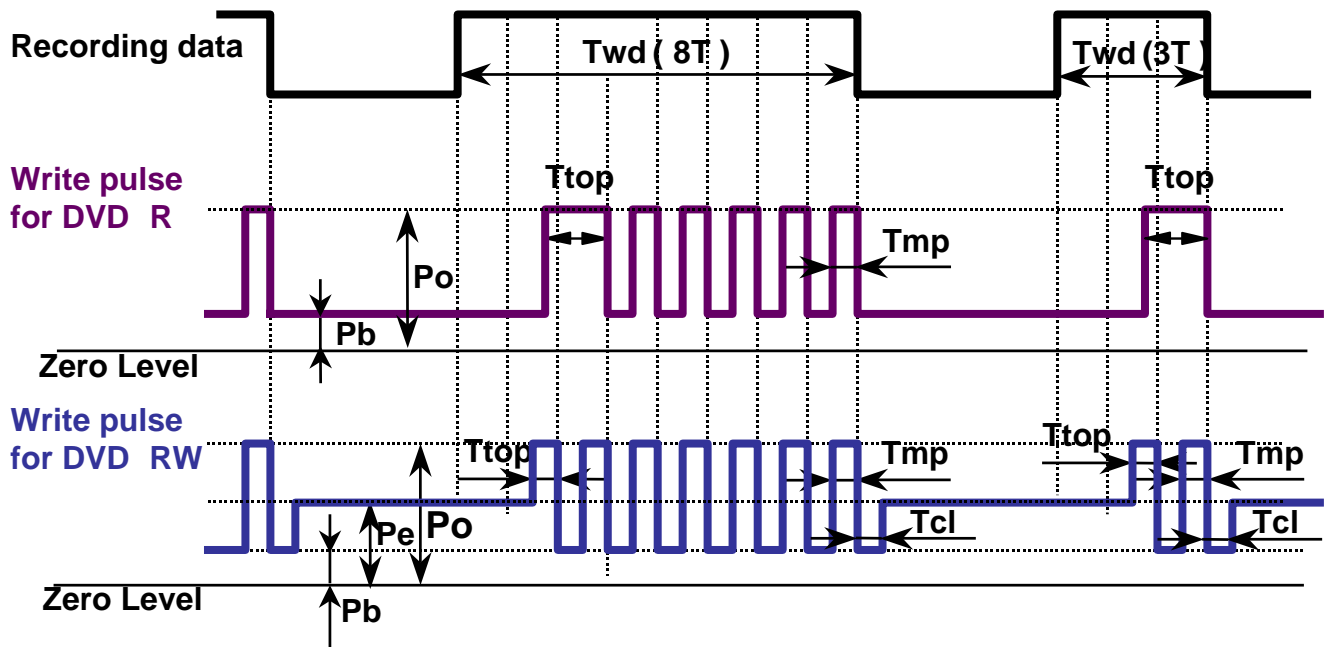 Recording data
Twd ( 8T )
Twd (3T )
Write pulse
for DVD R
Ttop
Ttop
Tmp
Po
Pb
Zero Level
Write pulse
for DVD RW
Ttop
Tmp
Ttop
Tmp
Pe
Po
Tcl
Tcl
Zero Level
Pb